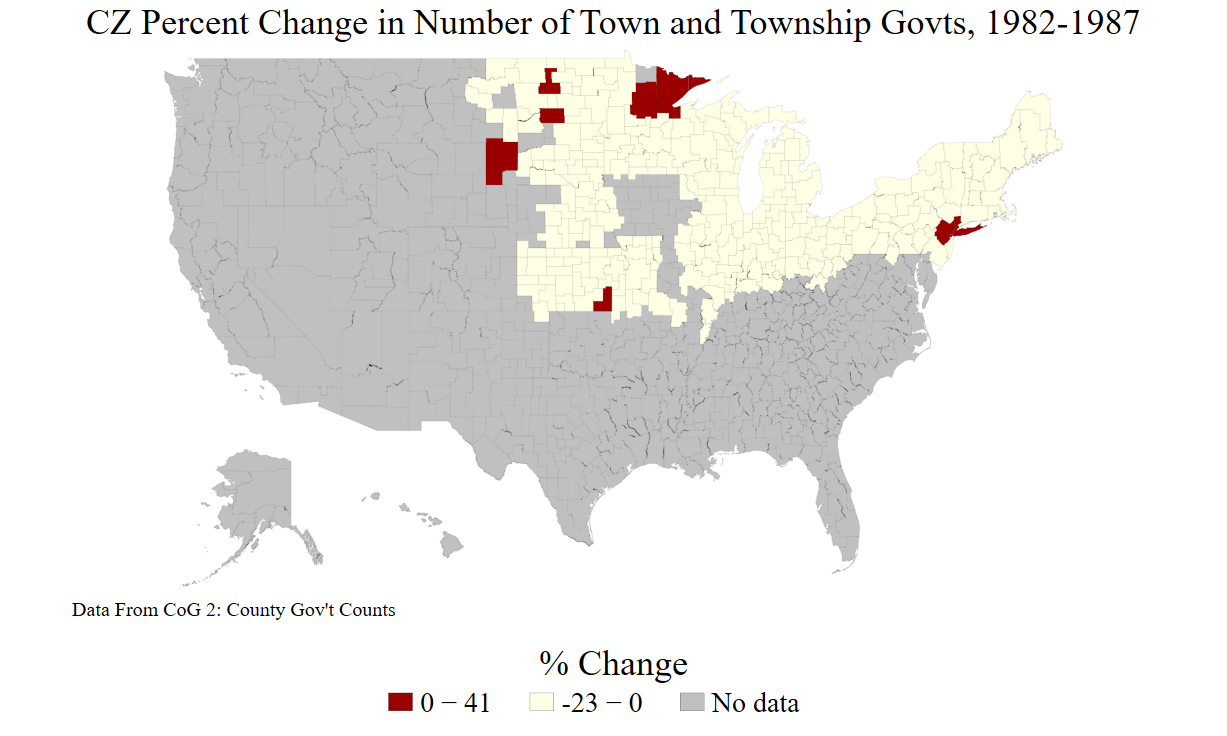 CZ Percent Change in Number of Town and Township Govts, 1982-1987
Data From CoG 2: County Gov't Counts
% Change
0 − 41 -23 − 0 No data